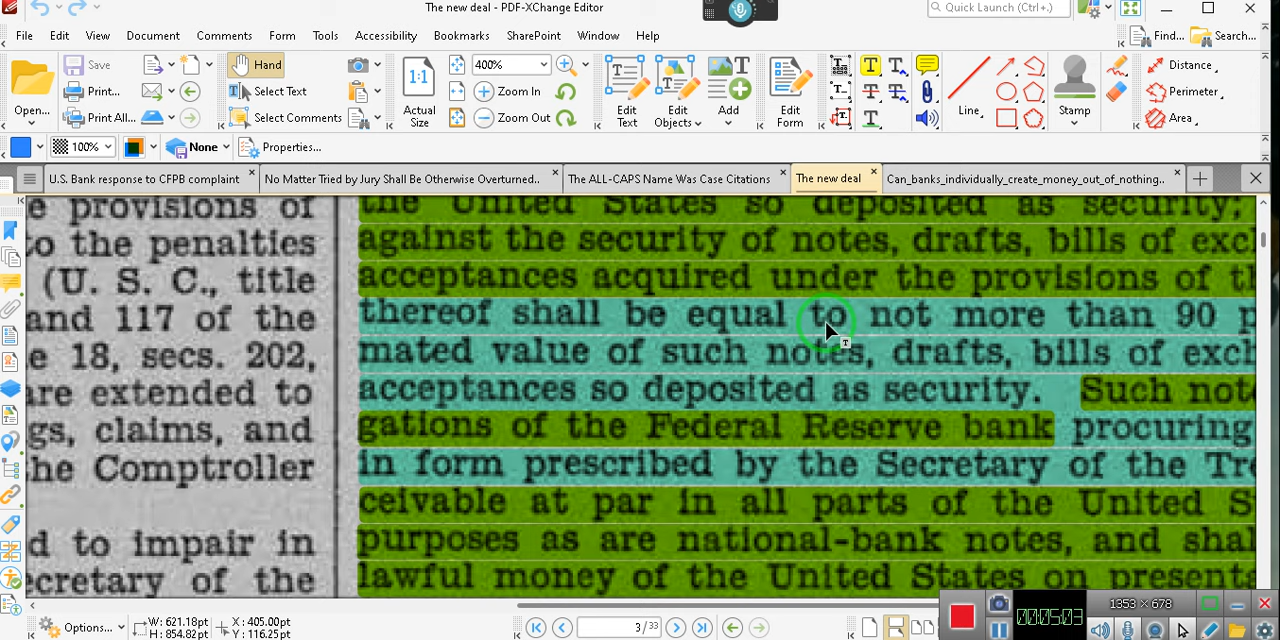 The new deal - PDF-XChange Editor
Quick Launch (Ctrl+.)
File Edit View Document Comments Form Tools Accessibility Bookmarks SharePoint Window Help
Find... Search...
Open...
Save
Print...
Print All...
Hand
Select Text
Select Comments
1:1
Actual Size
400%
Zoom In
Zoom Out
Edit Text
Edit Objects
Add
Edit Form
Line
Stamp
Distance
Perimeter
Area
100% None Properties...
U.S. Bank response to CFPB complaint
No Matter Tried by Jury Shall Be Otherwise Overturned..
The ALL-CAPS Name Was Case Citations
The new deal
Can_banks_individually_create_money_out_of_nothing..
e provisions of
to the penalties
(U. S. C., title
and 117 of the
e 18, secs. 202,
are extended to
gs, claims, and
he Comptroller
d to impair in
ecretary of the
the United States so deposited as security;
against the security of notes, drafts, bills of exc
acceptances acquired under the provisions of th
thereof shall be equal to not more than 90 p
mated value of such notes, drafts, bills of exch
acceptances so deposited as security. Such note
gations of the Federal Reserve bank procuring
in form prescribed by the Secretary of the Tre
ceivable at par in all parts of the United S
purposes as are national-bank notes, and shal
lawful money of the United States on presenta
Options...
W: 621.18pt
H: 854.82pt
X: 405.00pt
Y: 116.25pt
3 / 33
00:05:03
1353 × 678